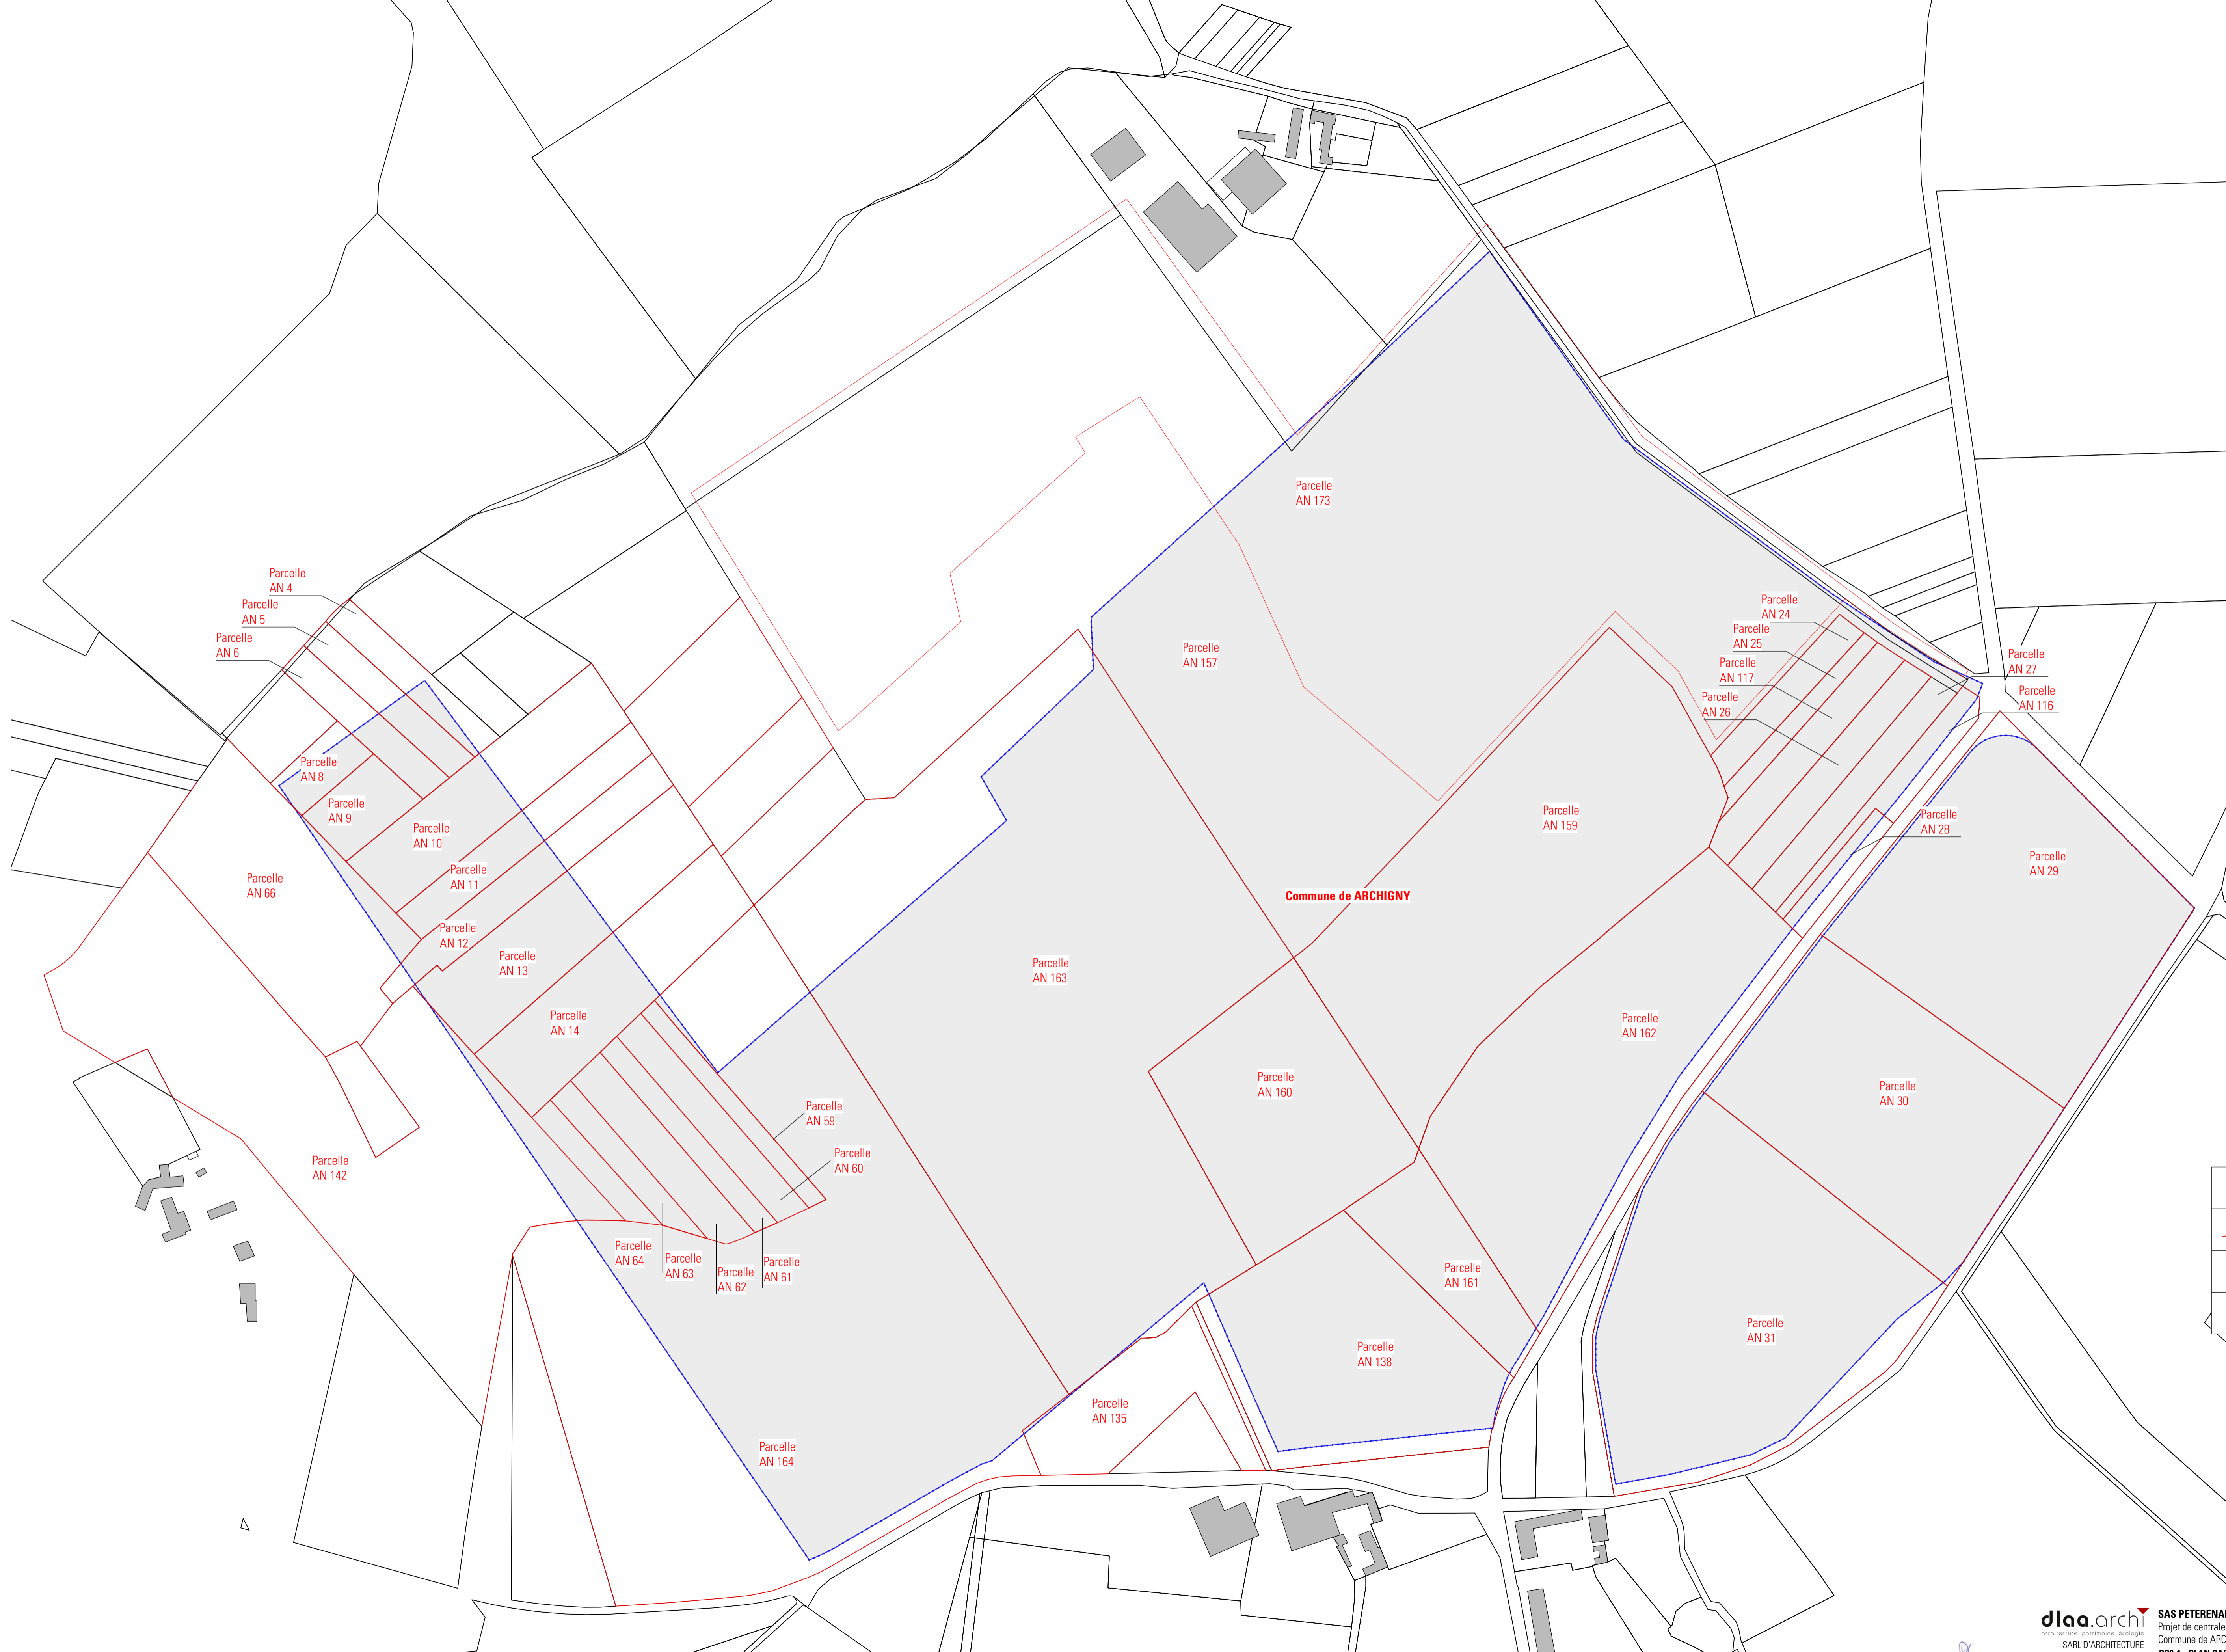 Parcelle
AN 173
Parcelle
AN 4
Parcelle
AN 5
Parcelle
AN 6
Parcelle
AN 157
Parcelle
AN 24
Parcelle
AN 25
Parcelle
AN 117
Parcelle
AN 26
Parcelle
AN 27
Parcelle
AN 116
Parcelle
AN 8
Parcelle
AN 9
Parcelle
AN 10
Parcelle
AN 11
Parcelle
AN 66
Parcelle
AN 12
Parcelle
AN 13
Parcelle
AN 14
Parcelle
AN 159
Parcelle
AN 28
Parcelle
AN 29
Commune de ARCHIGNY
Parcelle
AN 163
Parcelle
AN 162
Parcelle
AN 160
Parcelle
AN 30
Parcelle
AN 59
Parcelle
AN 60
Parcelle
AN 142
Parcelle
AN 64
Parcelle
AN 63
Parcelle
AN 62
Parcelle
AN 61
Parcelle
AN 161
Parcelle
AN 31
Parcelle
AN 138
Parcelle
AN 135
Parcelle
AN 164
dlaa.archi
architecture patrimoine écologie
SARL D'ARCHITECTURE
SAS
Projet de centrale
Commune de